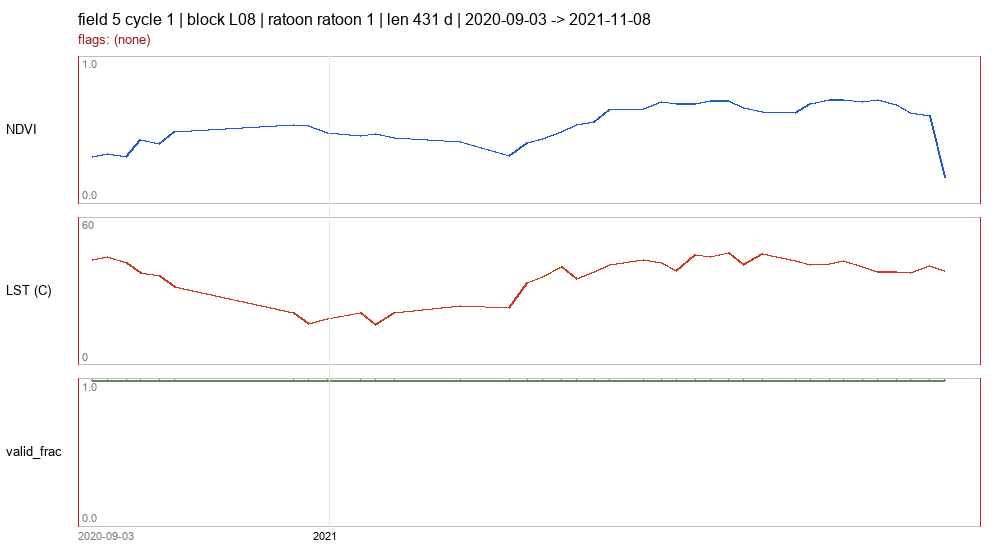 field 5 cycle 1 | block L08 | ratoon ratoon 1 | len 431 d | 2020-09-03 -> 2021-11-08
flags: (none)
1.0
NDVI
0.0
60
LST (C)
0
1.0
valid_frac
0.0
2020-09-03 2021